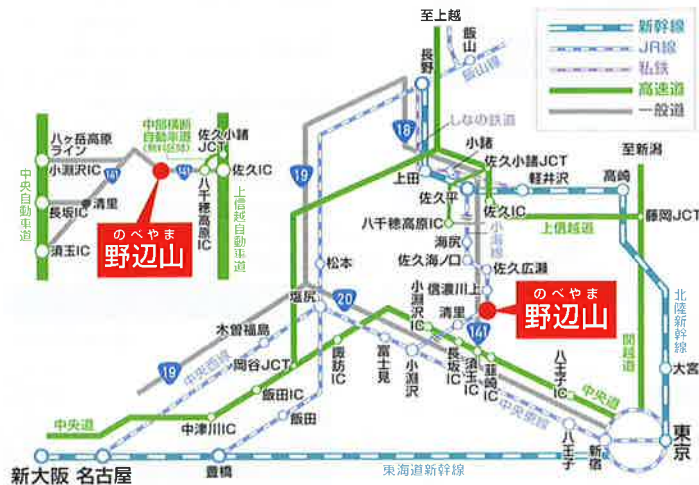 至上越
飯山
長野
飯山線
新幹線
JR線
私鉄
高速道
一般道
中部横断
自動車道
(無料区間)
佐久小諸
JCT
八ヶ岳高原
ライン
小淵沢IC
141
141
佐久IC
八千穂高原IC
中央自動車道
長坂IC
清里
須玉IC
上信越自動車道
のべやま
野辺山
18
しなの鉄道
小諸
佐久小諸JCT
至新潟
19
上田
軽井沢
高崎
佐久平
佐久IC
藤岡JCT
八千穂高原IC
上信越道
海尻
小海線
松本
佐久海ノ口
佐久広瀬
信濃川上
北陸新幹線
塩尻
20
小淵沢IC
のべやま
野辺山
清里
141
木曽福島
関越道
中央西線
19
岡谷JCT
諏訪IC
富士見
小淵沢
長坂IC
須玉IC
韮崎IC
八王子IC
大宮
中央道
飯田IC
中央東線
中央道
中津川IC
飯田
八王子
新宿
東京
新大阪
名古屋
豊橋
東海道新幹線